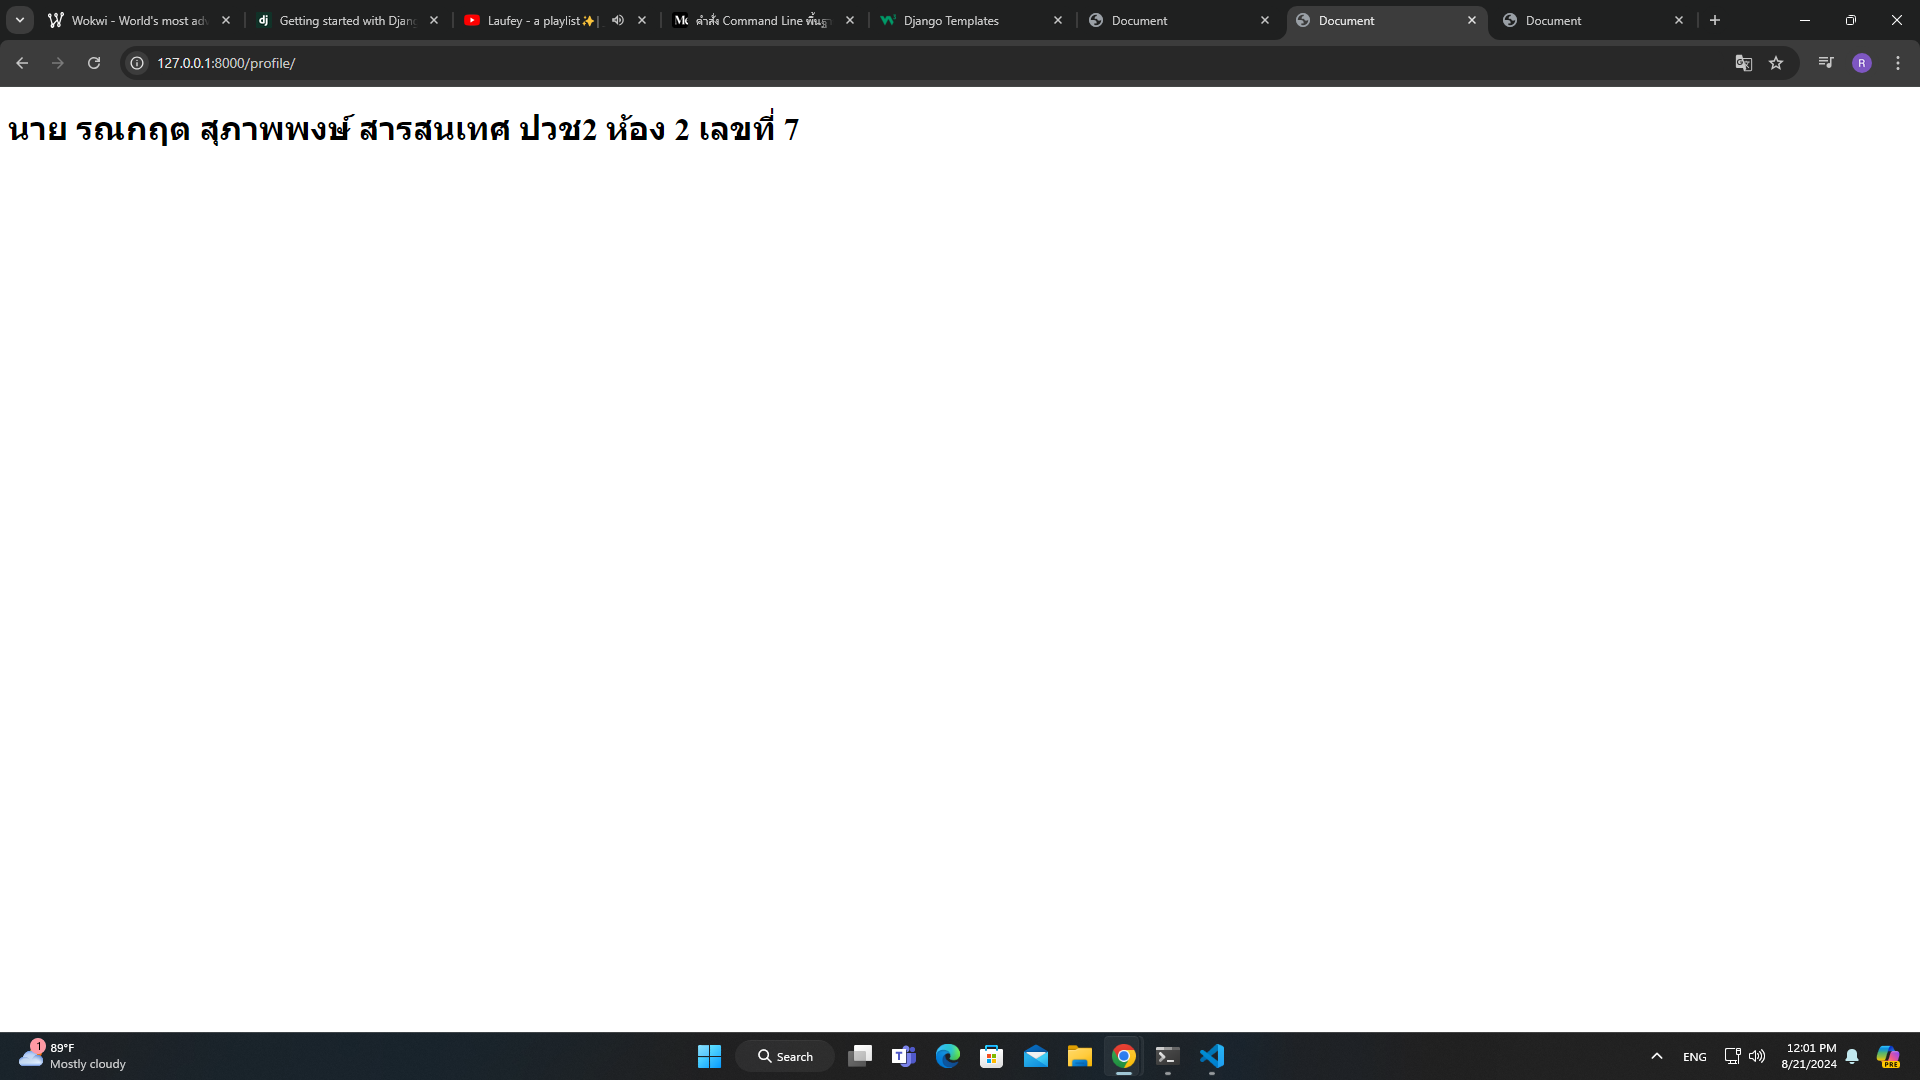 Wokwi - World's most adv
Getting started with Djang
Laufey - a playlist✨|
คำสั่ง Command Line พื้นฐา
Django Templates
Document
Document
Document
127.0.0.1:8000/profile/
R
นาย รณกฤต สุภาพพงษ์ สารสนเทศ ปวช2 ห้อง 2 เลขที่ 7
1
89°F
Mostly cloudy
Search
ENG
12:01 PM
8/21/2024
PRE